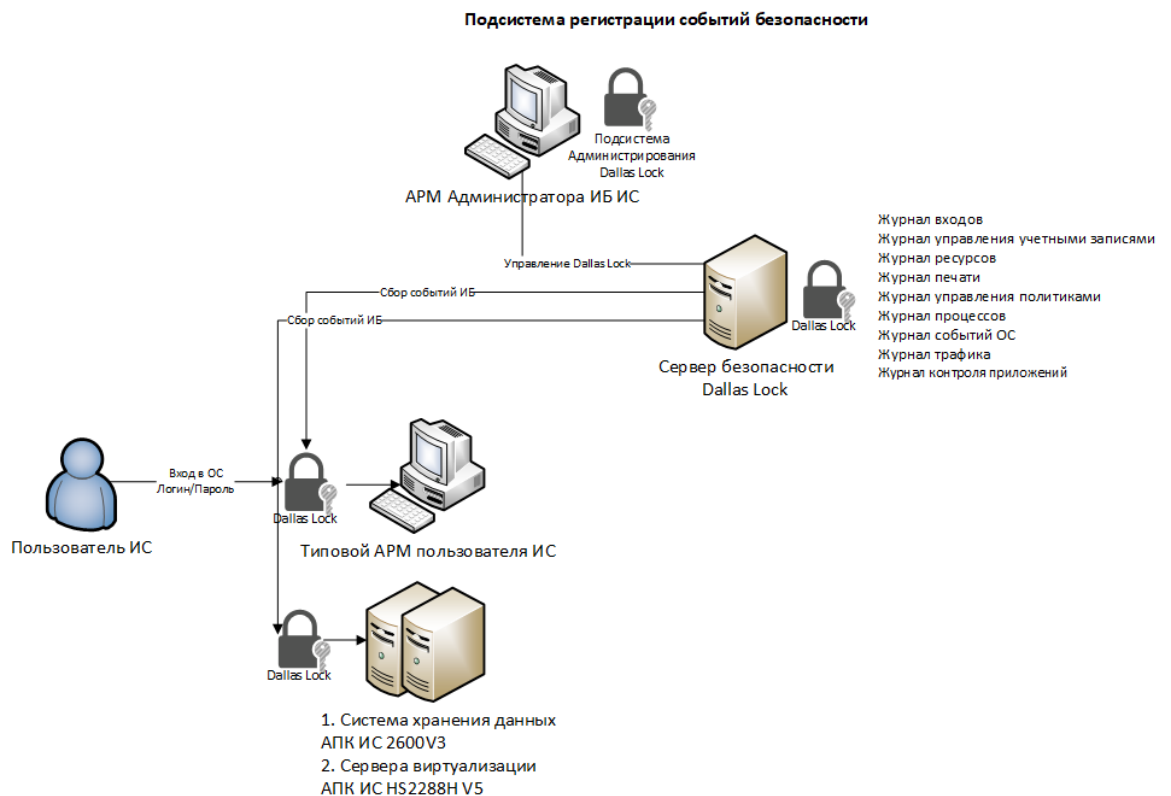 Подсистема регистрации событий безопасности
Подсистема
Администрирования
Dallas Lock
АРМ Администратора ИБ ИС
Управление Dallas Lock
Сбор событий ИБ
Сбор событий ИБ
Dallas Lock
Сервер безопасности
Dallas Lock
Журнал входов
Журнал управления учетными записями
Журнал ресурсов
Журнал печати
Журнал управления политиками
Журнал процессов
Журнал событий ОС
Журнал трафика
Журнал контроля приложений
Вход в ОС
Логин/Пароль
Dallas Lock
Пользователь ИС
Типовой АРМ пользователя ИС
Dallas Lock
1. Система хранения данных
АПК ИС 2600V3
2. Сервера виртуализации
АПК ИС HS2288H V5